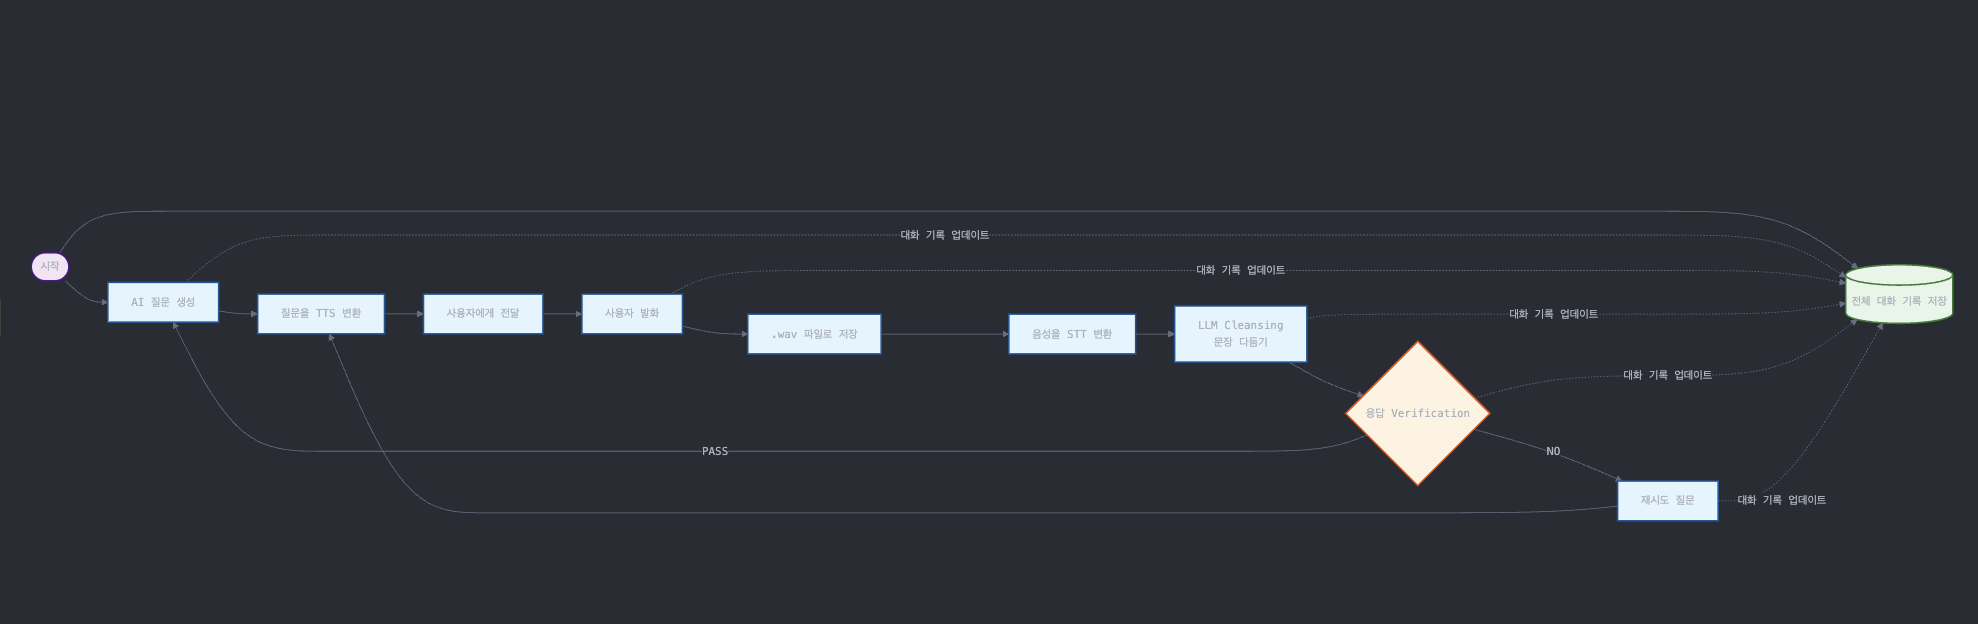 시작
AI 질문 생성
질문을 TTS 변환
사용자에게 전달
사용자 발화
.wav 파일로 저장
음성을 STT 변환
LLM Cleansing
문장 다듬기
응답 Verification
재시도 질문
전체 대화 기록 저장
대화 기록 업데이트
대화 기록 업데이트
대화 기록 업데이트
대화 기록 업데이트
대화 기록 업데이트
PASS
NO